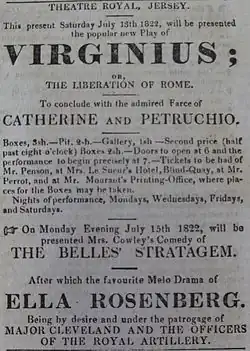 THEATRE ROYAL, JERSEY.
This present Saturday July 13th 1822, will be presented
the popular new Play of
VIRGINIUS;
OR,
THE LIBERATION OF ROME.
To conclude with the admired Farce of
CATHERINE AND PETRUCHIO.
Boxes, 3sh.—Pit, 2-h.—Gallery, 1sh—Second price (half
past eight o'clock) Boxes 2sh.—Doors to open at 6 and the
performance to begin precisely at 7.—Tickets to be had of
Mr. Penson, at Mrs. Le Sueur's Hotel, Blind-Quay, at Mr.
Perrot, and at Mr. Mourant's Printing-Office, where pla-
ces for the Boxes may be taken.
Nights of performance, Mondays, Wednesdays, Fridays,
and Saturdays.
☞ On Monday Evening July 15th 1822, will be
presented Mrs. Cowley's Comedy of
THE BELLES' STRATAGEM.
After which the favourite Melo Drama of
ELLA ROSENBERG.
Being by desire and under the patrogage of
MAJOR CLEVELAND AND THE OFFICERS
OF THE ROYAL ARTILLERY.